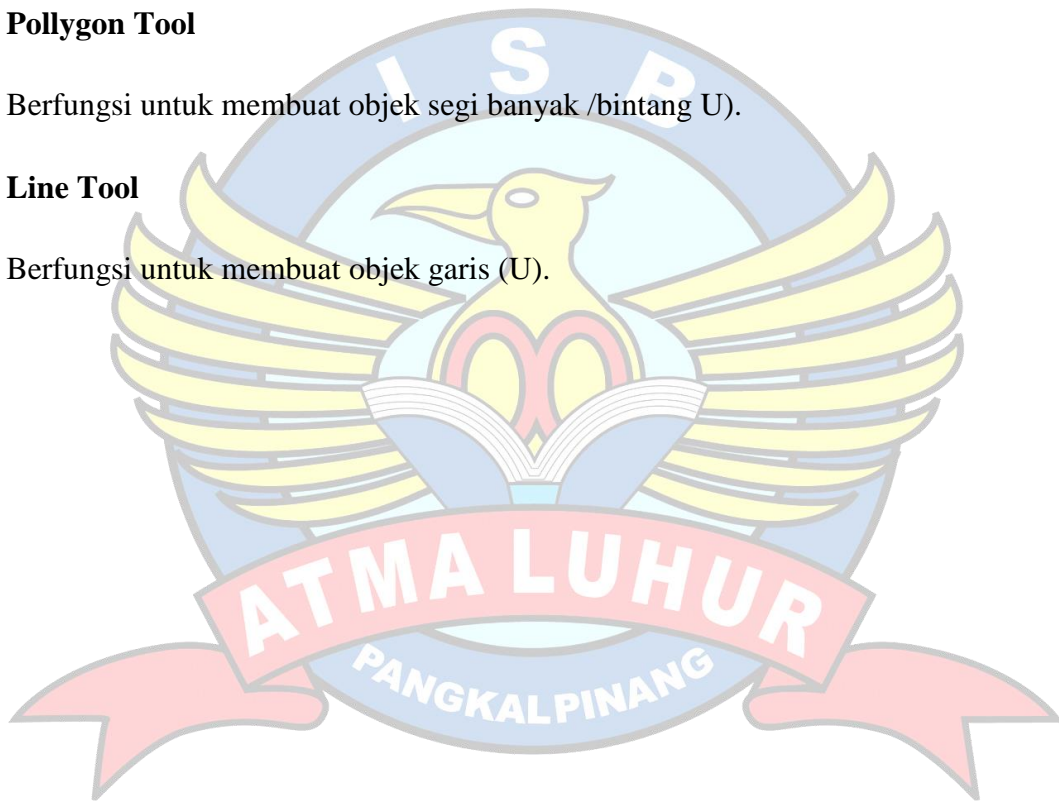 Pollygon Tool
Berfungsi untuk membuat objek segi banyak /bintang U).
Line Tool
Berfungsi untuk membuat objek garis (U).
I S B
ATMA LUHUR
PANGKALPINANG